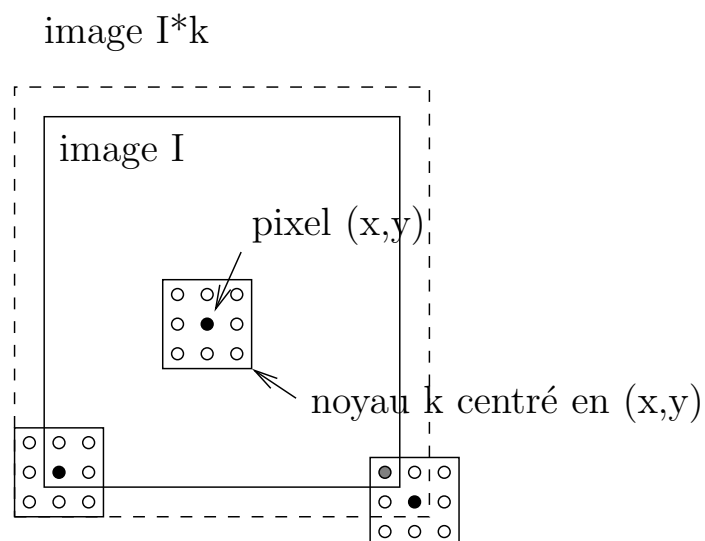 image I*k
image I
pixel (x,y)
noyau k centré en (x,y)